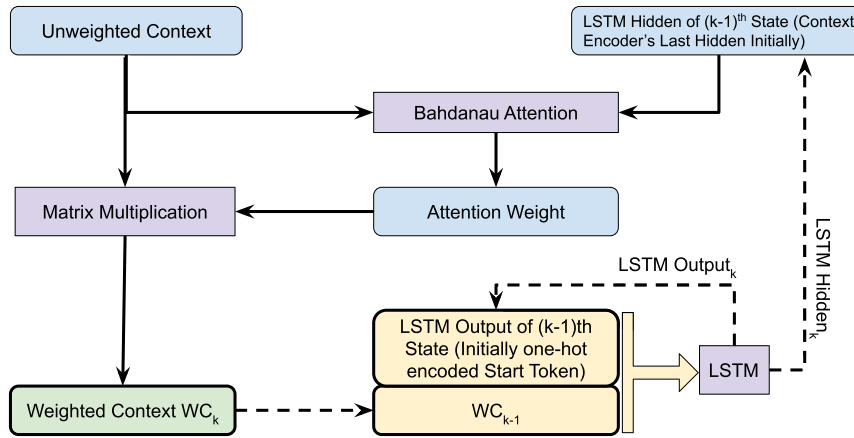 Unweighted Context
LSTM Hidden of (k-1)th State (Context
Encoder's Last Hidden Initially)
Bahdanau Attention
Matrix Multiplication
Attention Weight
LSTM Outputk
LSTM Hiddenk
LSTM Output of (k-1)th
State (Initially one-hot
encoded Start Token)
LSTM
Weighted Context WCk
WCk-1